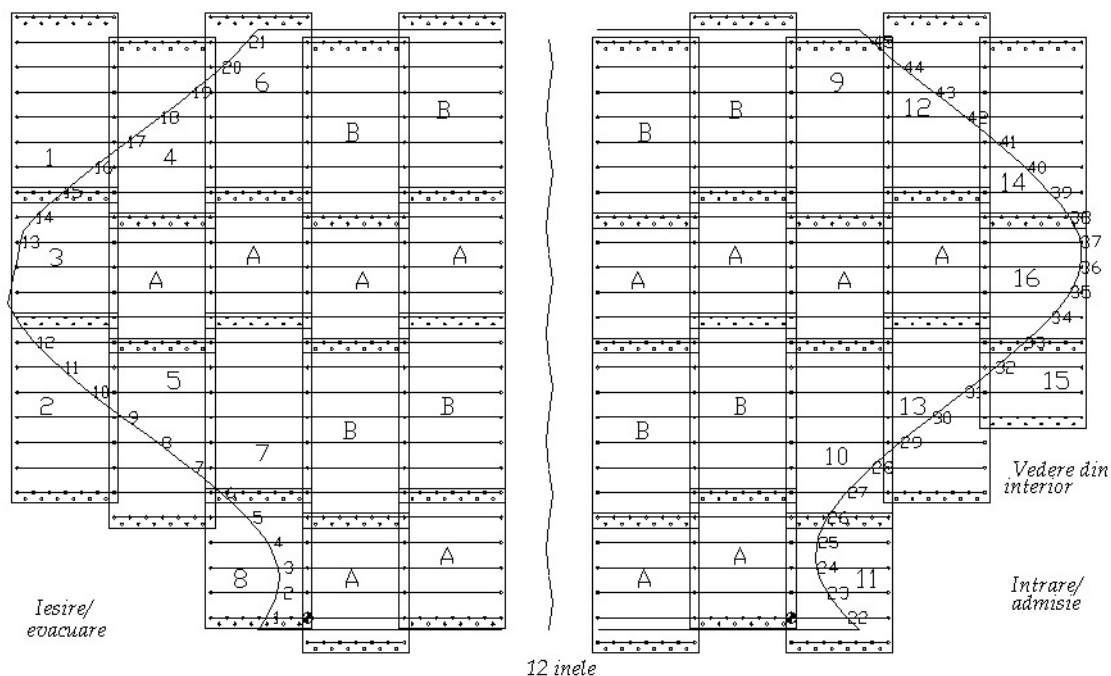 21
20
19
18
17
16
15
14
13
12
11
10
9
8
7
6
5
4
3
2
1
1
4
6
B
B
3
A
A
A
A
2
5
7
B
B
8
A
A
Iesire/
evacuare
12 inele
45
44
43
42
41
40
39
38
37
36
35
34
33
32
31
30
29
28
27
26
25
24
23
22
B
B
9
12
14
A
A
A
A
16
B
B
10
13
15
A
A
11
Vedere din
interior
Intrare/
admisie